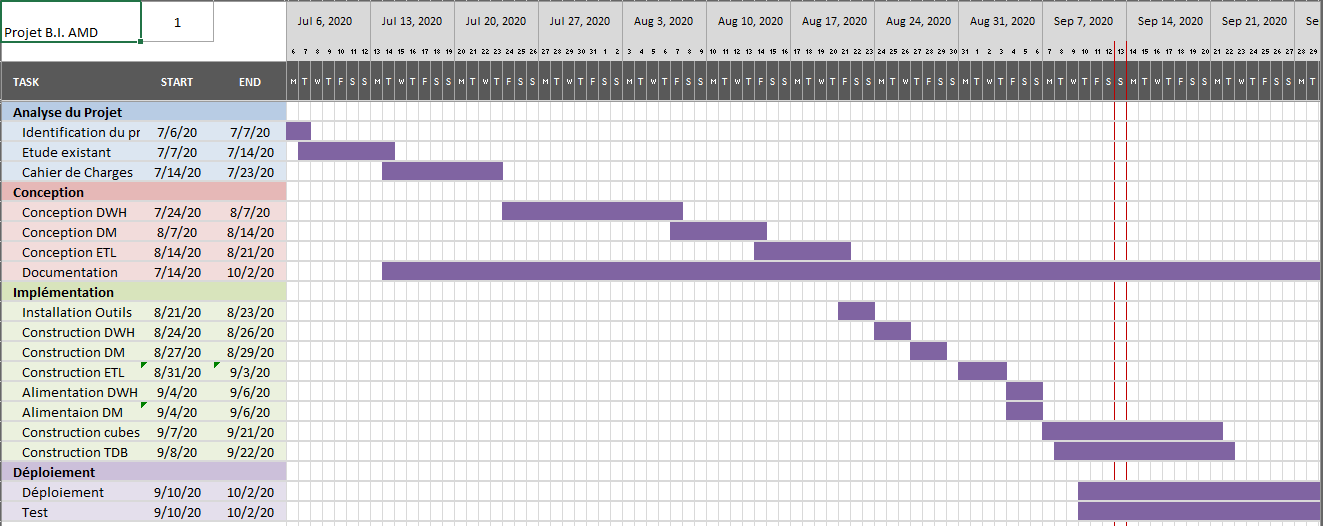 Projet B.I. AMD 1
Jul 6, 2020 Jul 13, 2020 Jul 20, 2020 Jul 27, 2020 Aug 3, 2020 Aug 10, 2020 Aug 17, 2020 Aug 24, 2020 Aug 31, 2020 Sep 7, 2020 Sep 14, 2020 Sep 21, 2020 Se
6 7 8 9 10 11 12 13 14 15 16 17 18 19 20 21 22 23 24 25 26 27 28 29 30 31 1 2 3 4 5 6 7 8 9 10 11 12 13 14 15 16 17 18 19 20 21 22 23 24 25 26 27 28 29 30 31 1 2 3 4 5 6 7 8 9 10 11 12 13 14 15 16 17 18 19 20 21 22 23 24 25 26 27 28 29
TASK START END M T W T F S S M T W T F S S M T W T F S S M T W T F S S M T W T F S S M T W T F S S M T W T F S S M T W T F S S M T W T F S S M T W T F S S M T W T F S S M T W T F S S M T
Analyse du Projet
Identification du pr 7/6/20 7/7/20
Etude existant 7/7/20 7/14/20
Cahier de Charges 7/14/20 7/23/20
Conception
Conception DWH 7/24/20 8/7/20
Conception DM 8/7/20 8/14/20
Conception ETL 8/14/20 8/21/20
Documentation 7/14/20 10/2/20
Implémentation
Installation Outils 8/21/20 8/23/20
Construction DWH 8/24/20 8/26/20
Construction DM 8/27/20 8/29/20
Construction ETL 8/31/20 9/3/20
Alimentation DWH 9/4/20 9/6/20
Alimentaion DM 9/4/20 9/6/20
Construction cubes 9/7/20 9/21/20
Construction TDB 9/8/20 9/22/20
Déploiement
Déploiement 9/10/20 10/2/20
Test 9/10/20 10/2/20